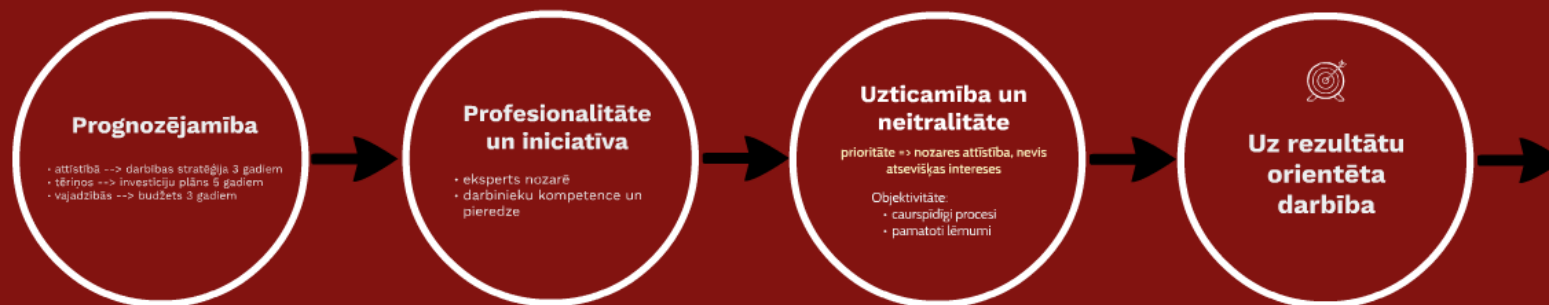 Prognozējamība
• attīstībā --> darbības stratēģija 3 gadiem
• tēriņos --> investīciju plāns 5 gadiem
• vajadzībās --> budžets 3 gadiem
Profesionalitāte
un iniciatīva
• eksperts nozarē
• darbinieku kompetence un
pieredze
Uzticamība un
neitralitāte
prioritāte => nozares attīstība, nevis
atsevišķas intereses
Objektivitāte:
• caurspīdīgi procesi
• pamatoti lēmumi
Uz rezultātu
orientēta
darbība